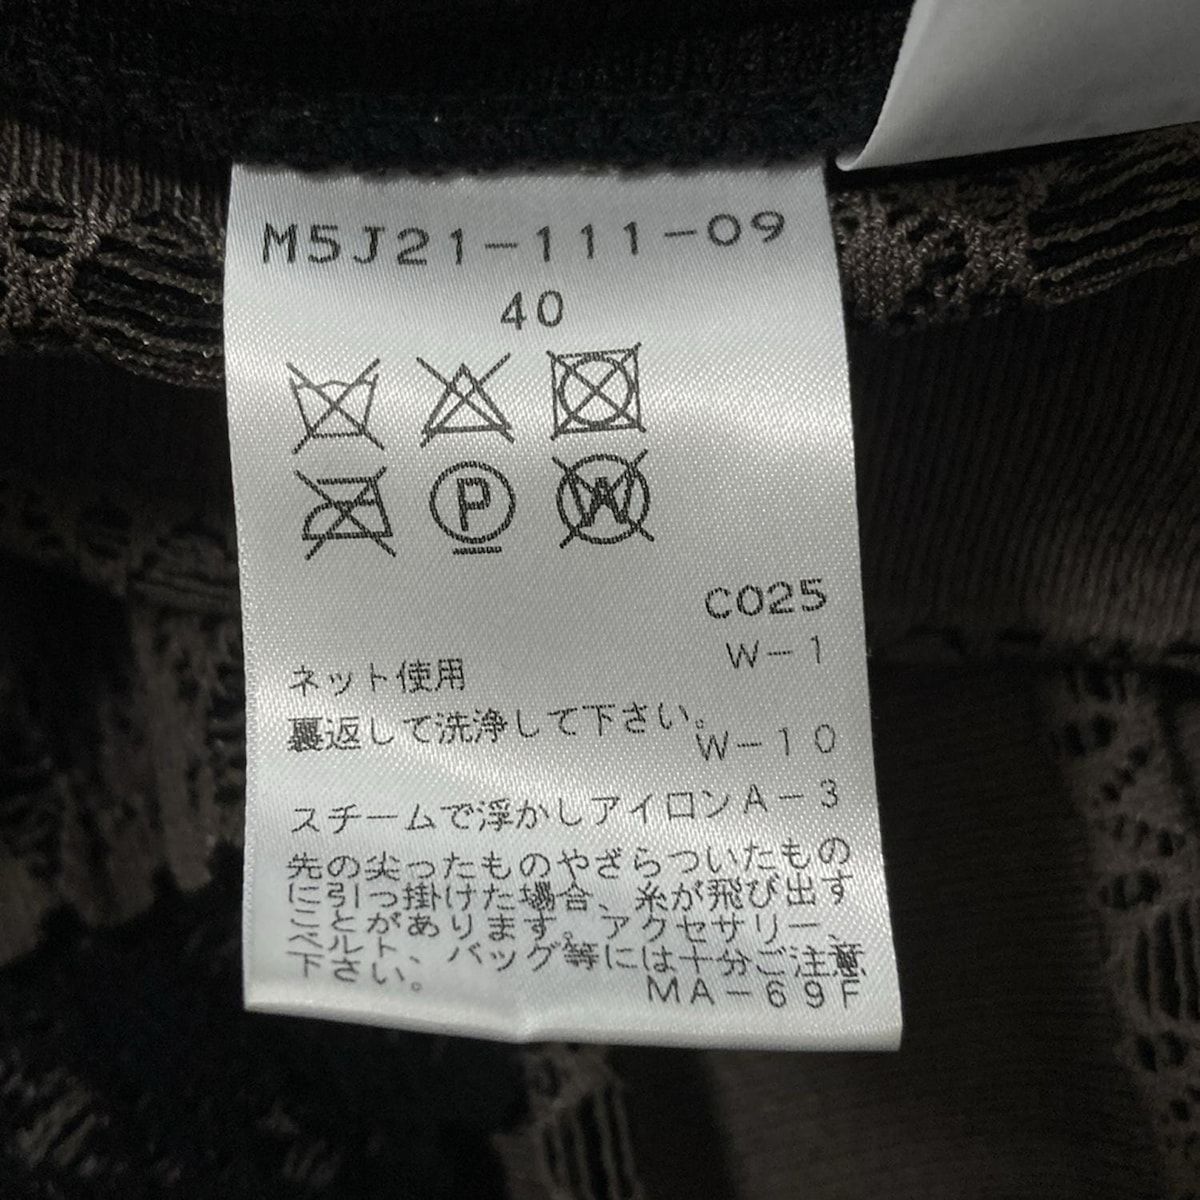 M5J21-111-09
40
P
W
C025
W-1
ネット使用
裏返して洗浄して下さい。
W-10
スチームで浮かしアイロンA-3
先の尖ったものやざらついたもの
に引っ掛けた場合、糸が飛び出す
ことがあります。アクセサリー、
ベルト、バッグ等には十分ご注意
下さい。
MA-69F